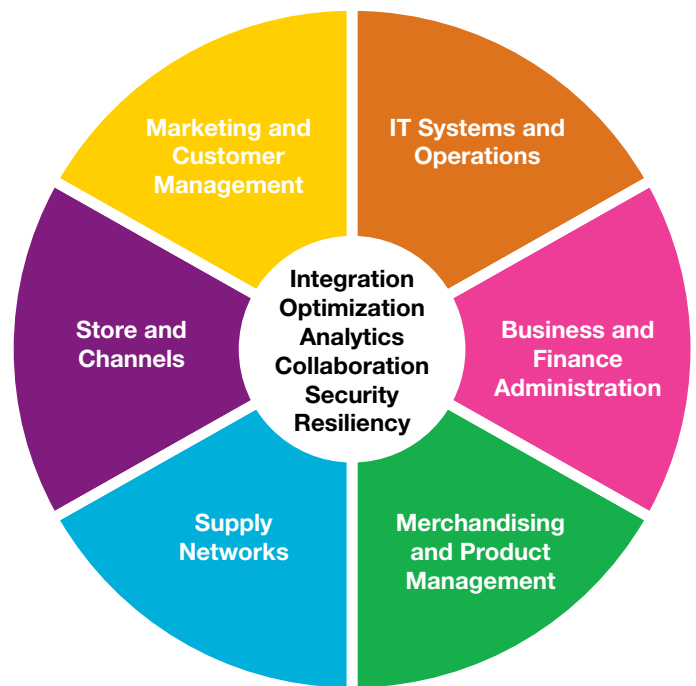 Marketing and
Customer
Management
IT Systems and
Operations
Integration
Optimization
Analytics
Collaboration
Security
Resiliency
Store and
Channels
Business and
Finance
Administration
Supply
Networks
Merchandising
and Product
Management